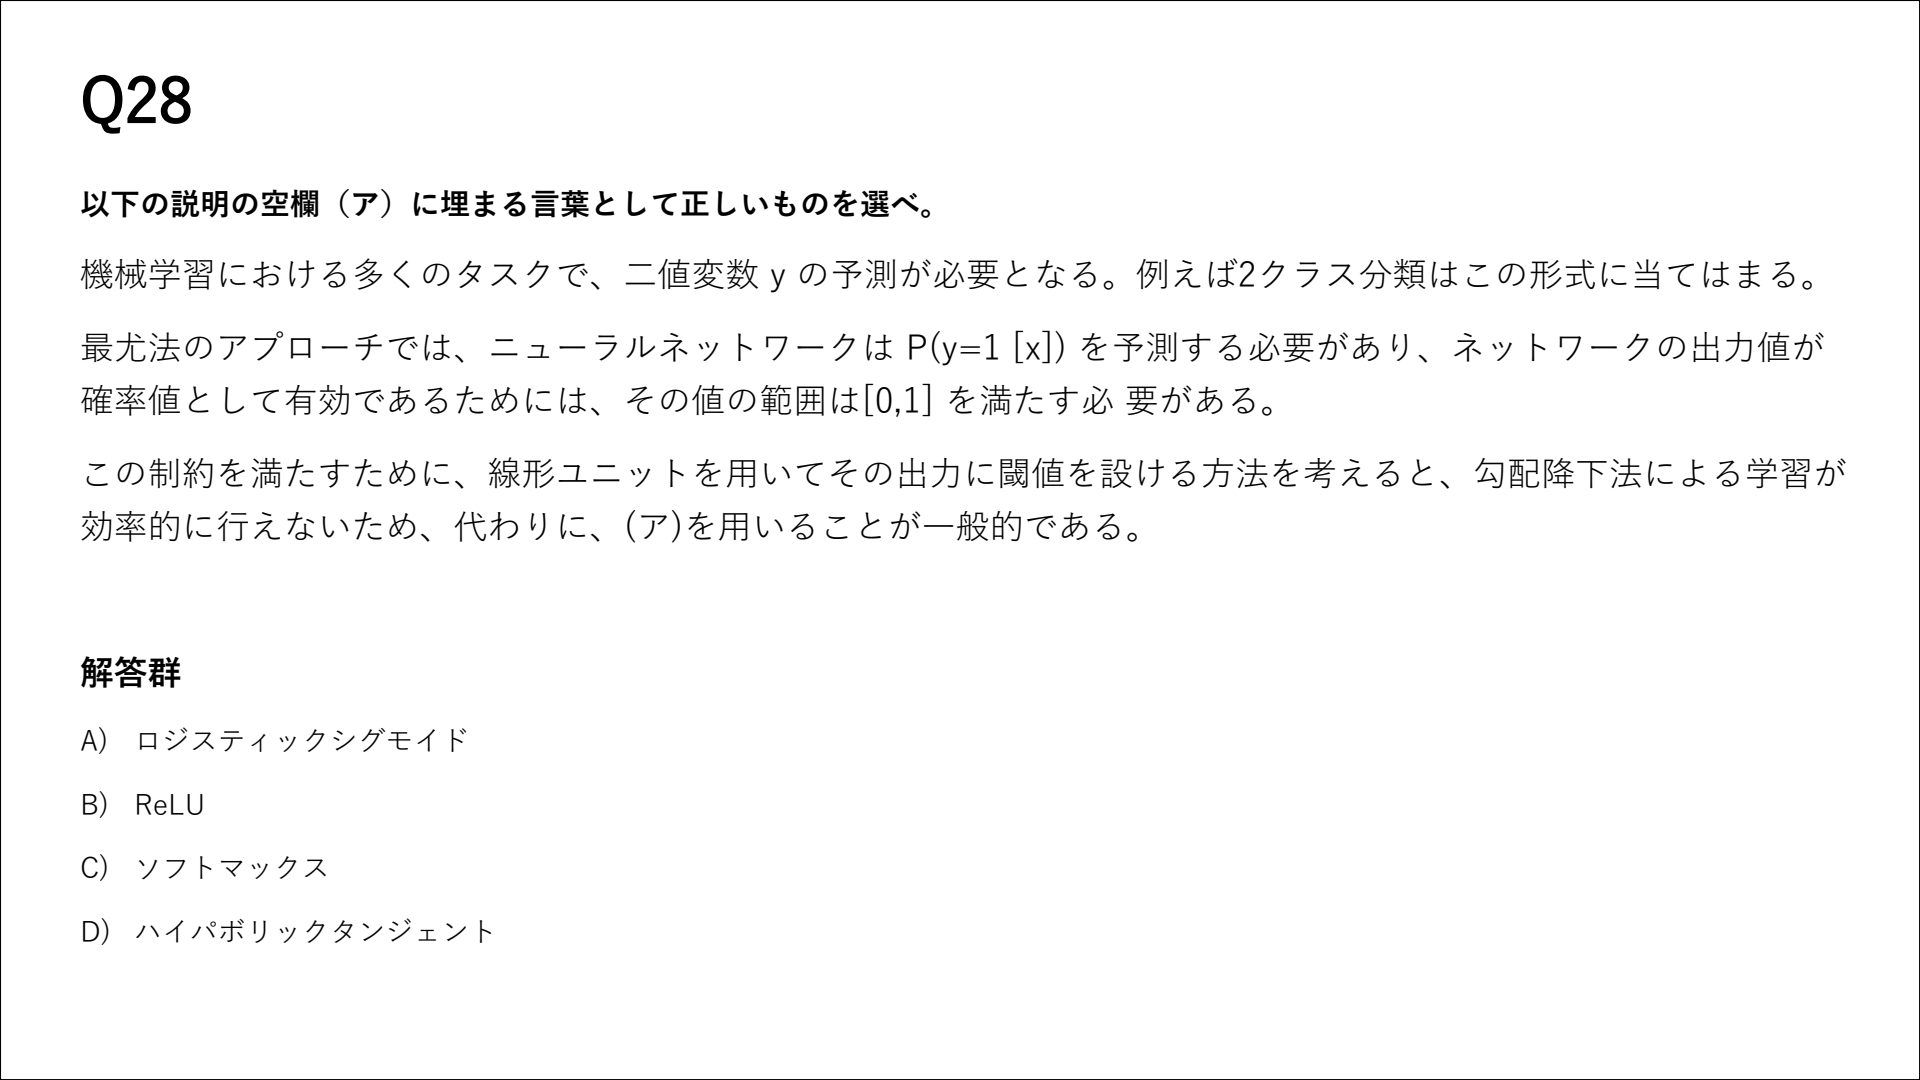 Q28
以下の説明の空欄（ア）に埋まる言葉として正しいものを選べ。
機械学習における多くのタスクで、二値変数 y の予測が必要となる。例えば2クラス分類はこの形式に当てはまる。
最尤法のアプローチでは、ニューラルネットワークは P(y=1 [x]) を予測する必要があり、ネットワークの出力値が
確率値として有効であるためには、その値の範囲は[0,1] を満たす必 要がある。
この制約を満たすために、線形ユニットを用いてその出力に閾値を設ける方法を考えると、勾配降下法による学習が
効率的に行えないため、代わりに、(ア)を用いることが一般的である。
解答群
A) ロジスティックシグモイド
B) ReLU
C) ソフトマックス
D) ハイパボリックタンジェント